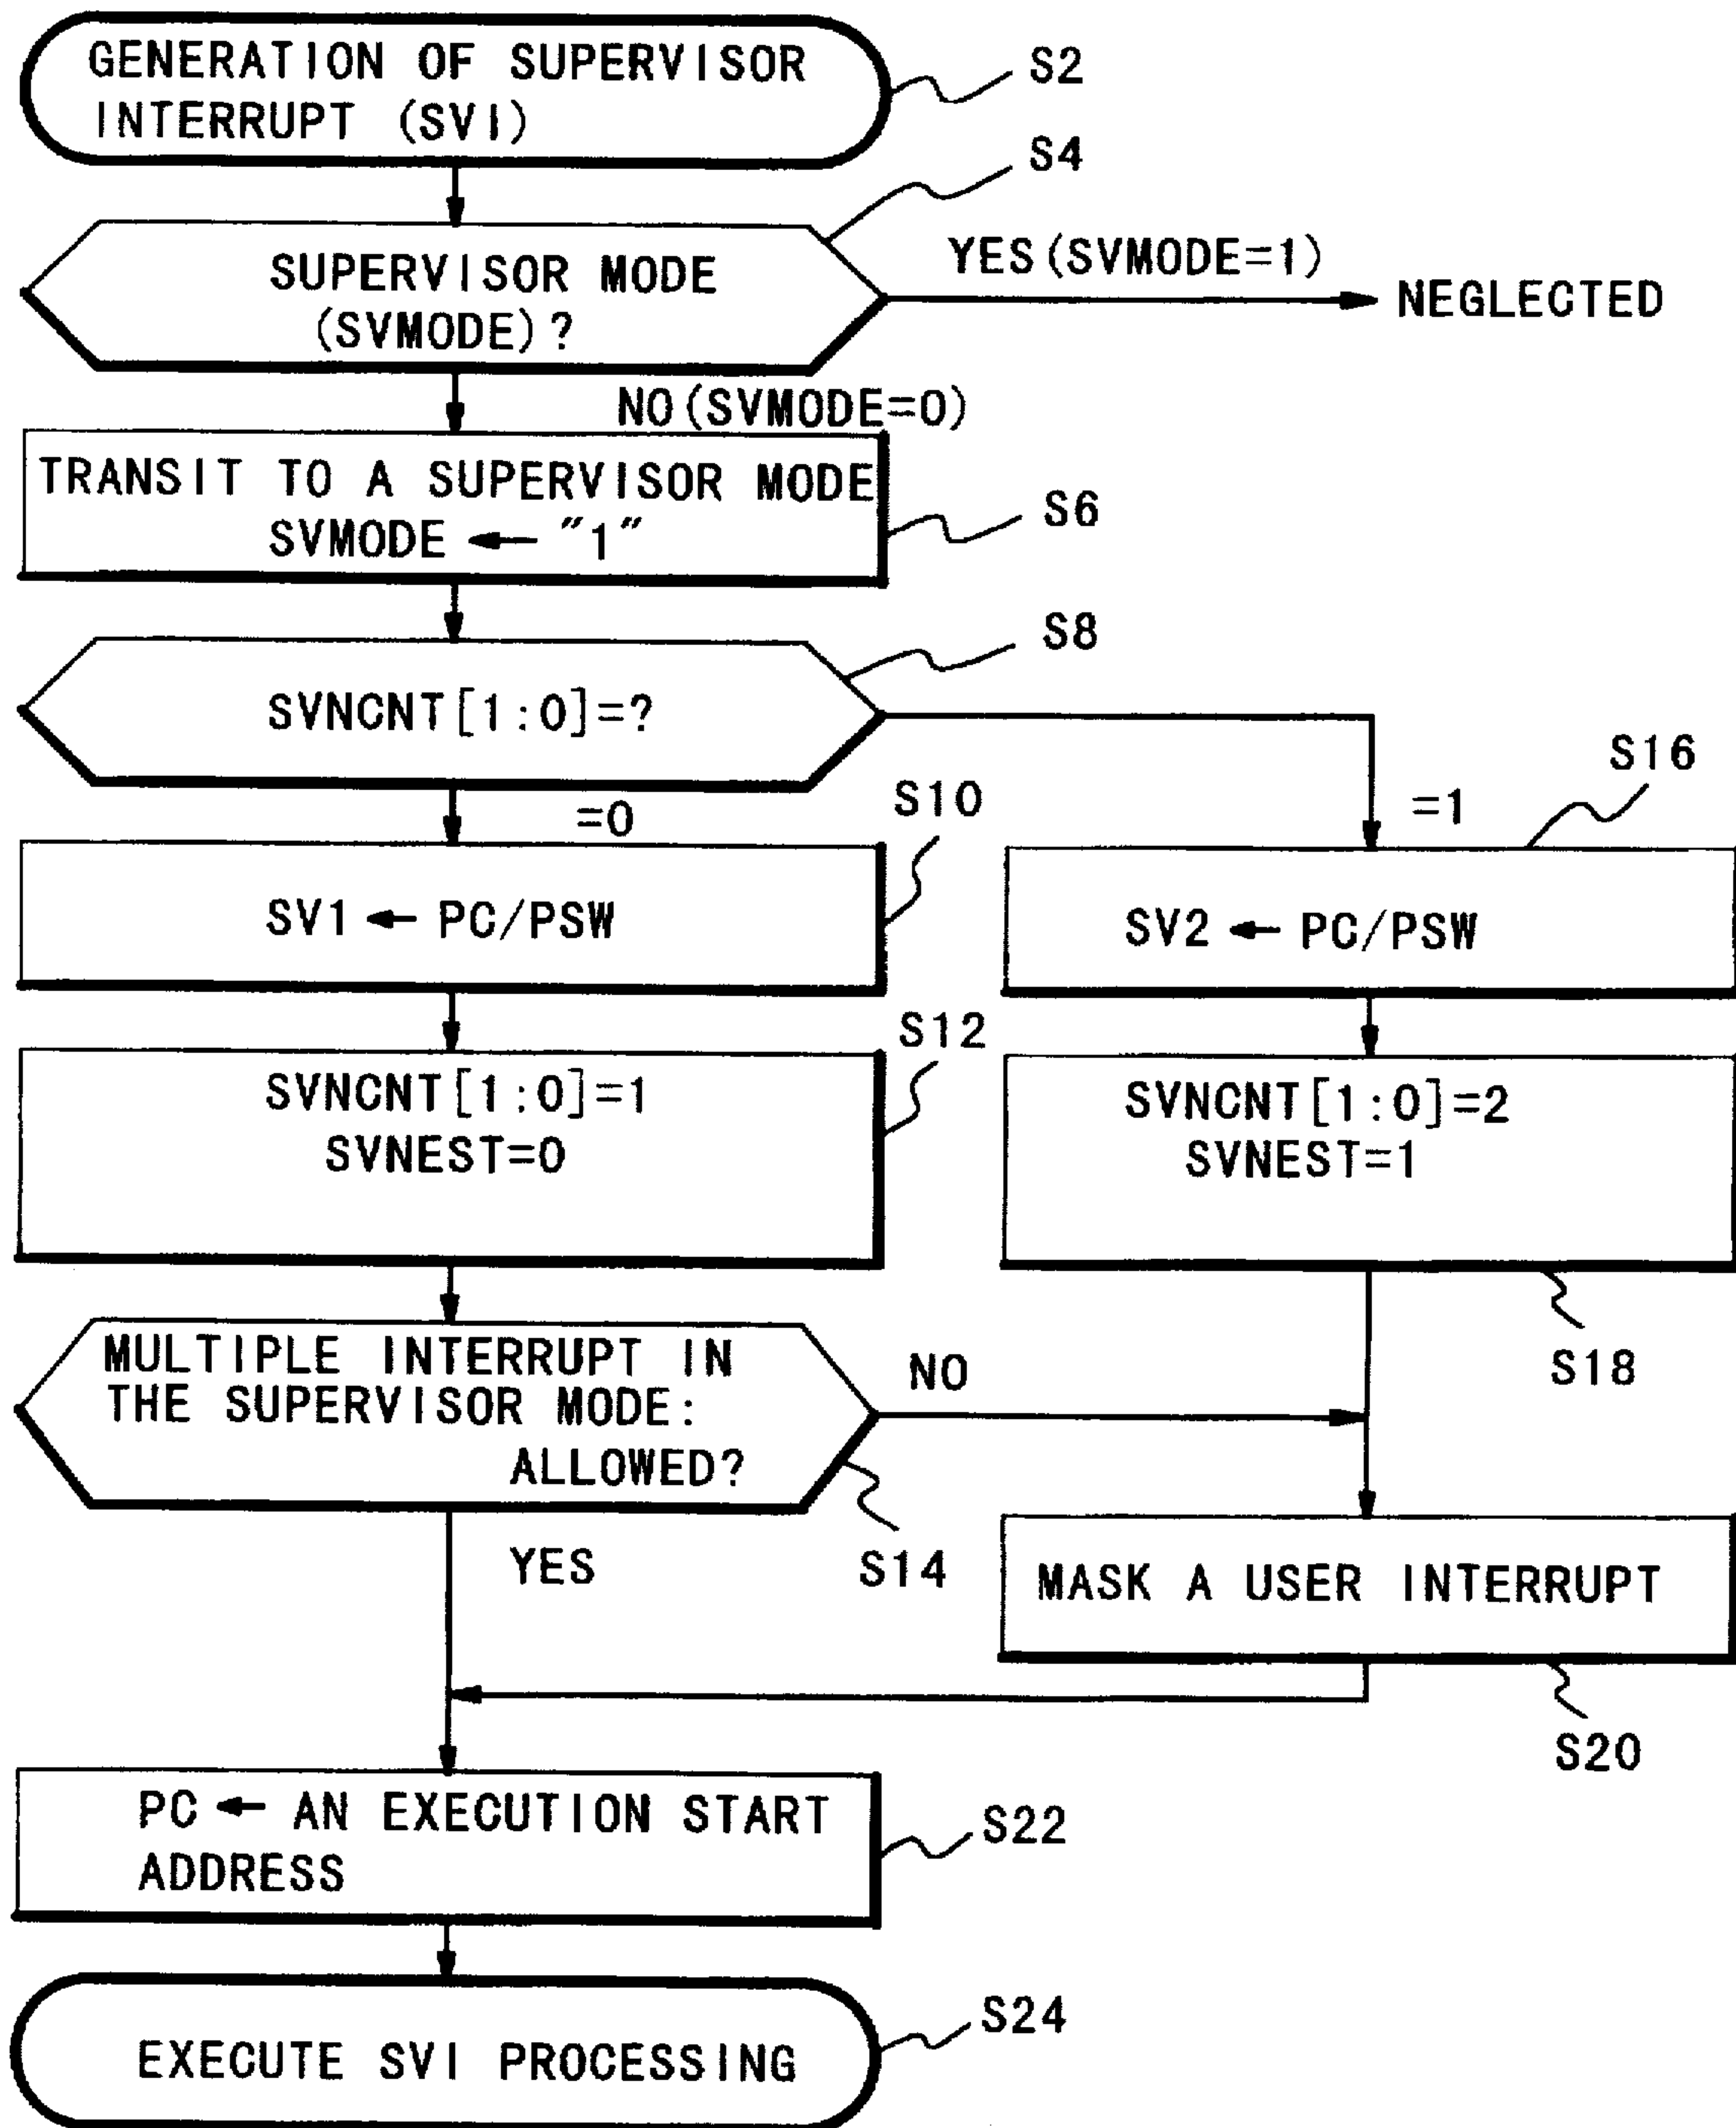 GENERATION OF SUPERVISOR
INTERRUPT (SVI)
S2
S4
SUPERVISOR MODE
(SVMODE)?
YES(SVMODE=1)
NEGLECTED
NO(SVMODE=0)
TRANSIT TO A SUPERVISOR MODE
SVMODE ← "1"
S6
S8
SVNCNT[1:0]=?
=0
=1
S10
S16
SV1 ← PC/PSW
SV2 ← PC/PSW
S12
SVNCNT[1:0]=1
SVNEST=0
SVNCNT[1:0]=2
SVNEST=1
S18
MULTIPLE INTERRUPT IN
THE SUPERVISOR MODE:
ALLOWED?
NO
YES
S14
MASK A USER INTERRUPT
S20
PC ← AN EXECUTION START
ADDRESS
S22
EXECUTE SVI PROCESSING
S24